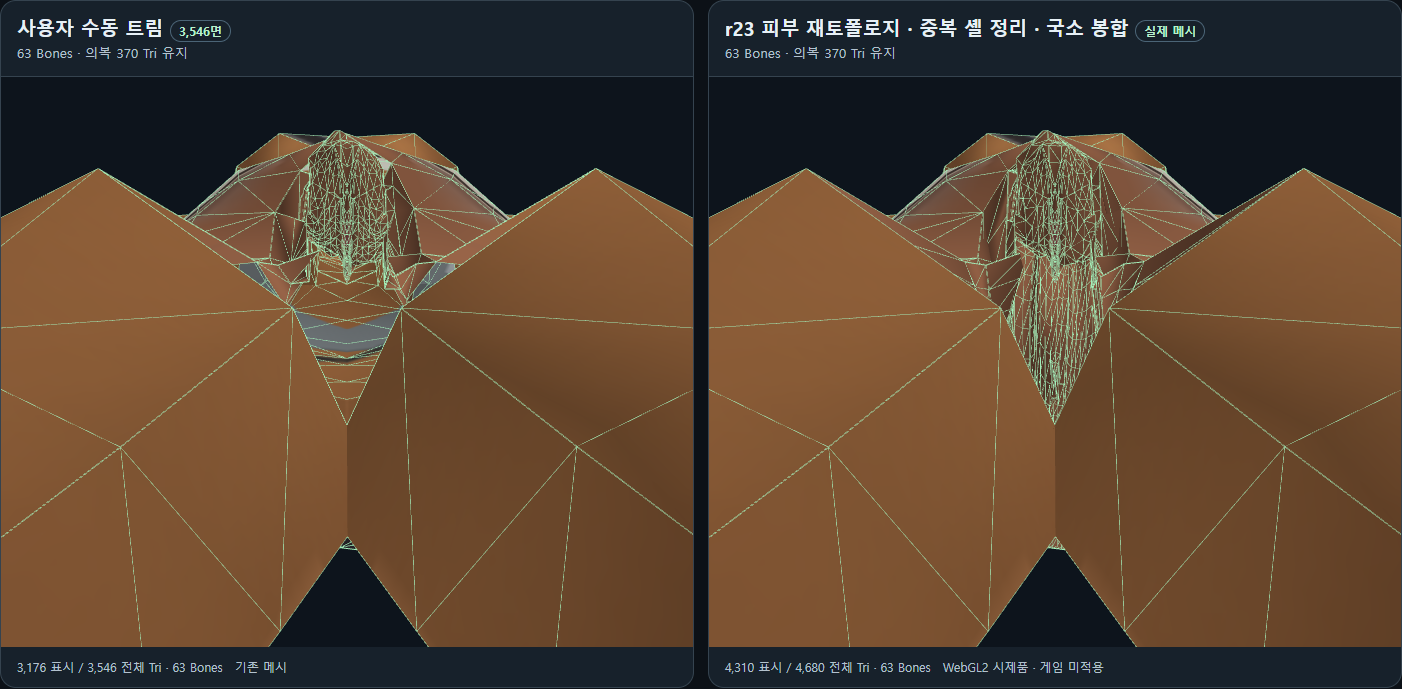 사용자 수동 트림 3,546면
63 Bones · 의복 370 Tri 유지
3,176 표시 / 3,546 전체 Tri · 63 Bones 기존 메시
r23 피부 재토폴로지 · 중복 셸 정리 · 국소 봉합 실제 메시
63 Bones · 의복 370 Tri 유지
4,310 표시 / 4,680 전체 Tri · 63 Bones WebGL2 시제품 · 게임 미적용